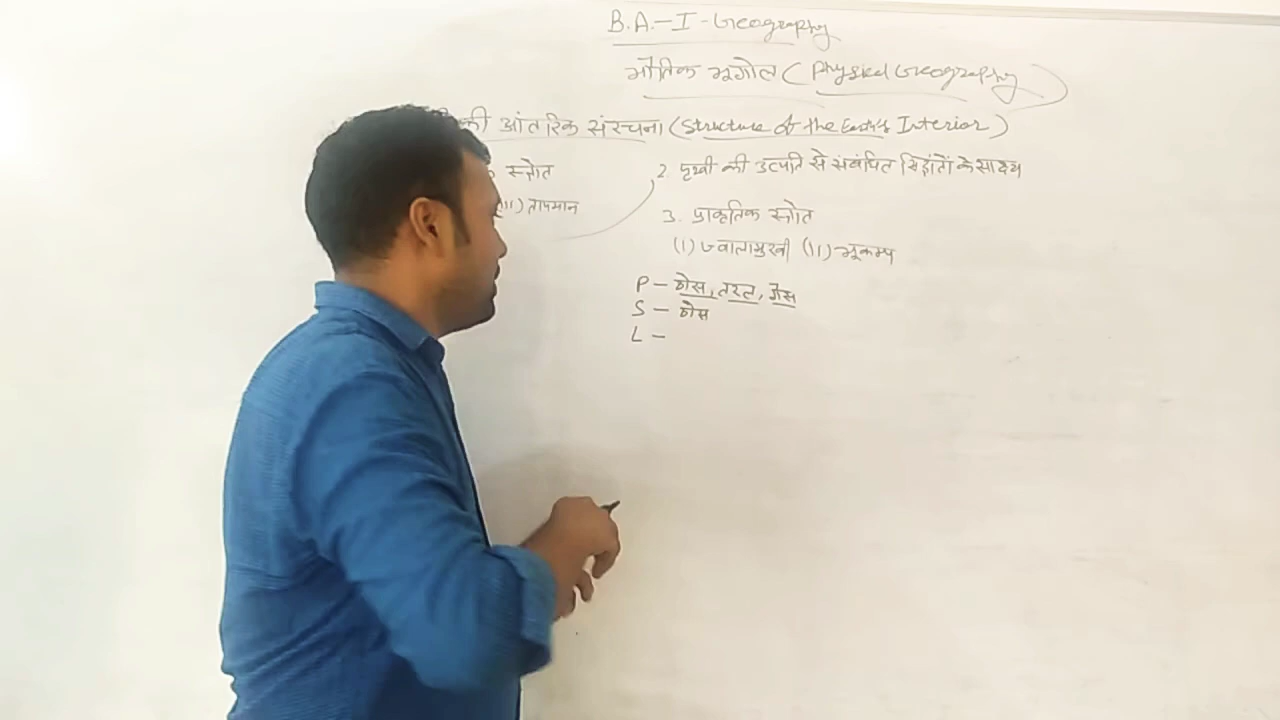 B.A.-I-Geography
भौतिक भूगोल (Physical Geography)
की आंतरिक संरचना (Structure of the Earth's Interior)
स्त्रोत
(II) तापमान
2. पृथ्वी की उत्पति से संबंधित सिद्वांतों के साक्ष्य
3. प्राकृतिक स्त्रोत
(I) ज्वालामुखी (II) भूकम्प
P – ठोस, तरल, गैस
S – ठोस
L –